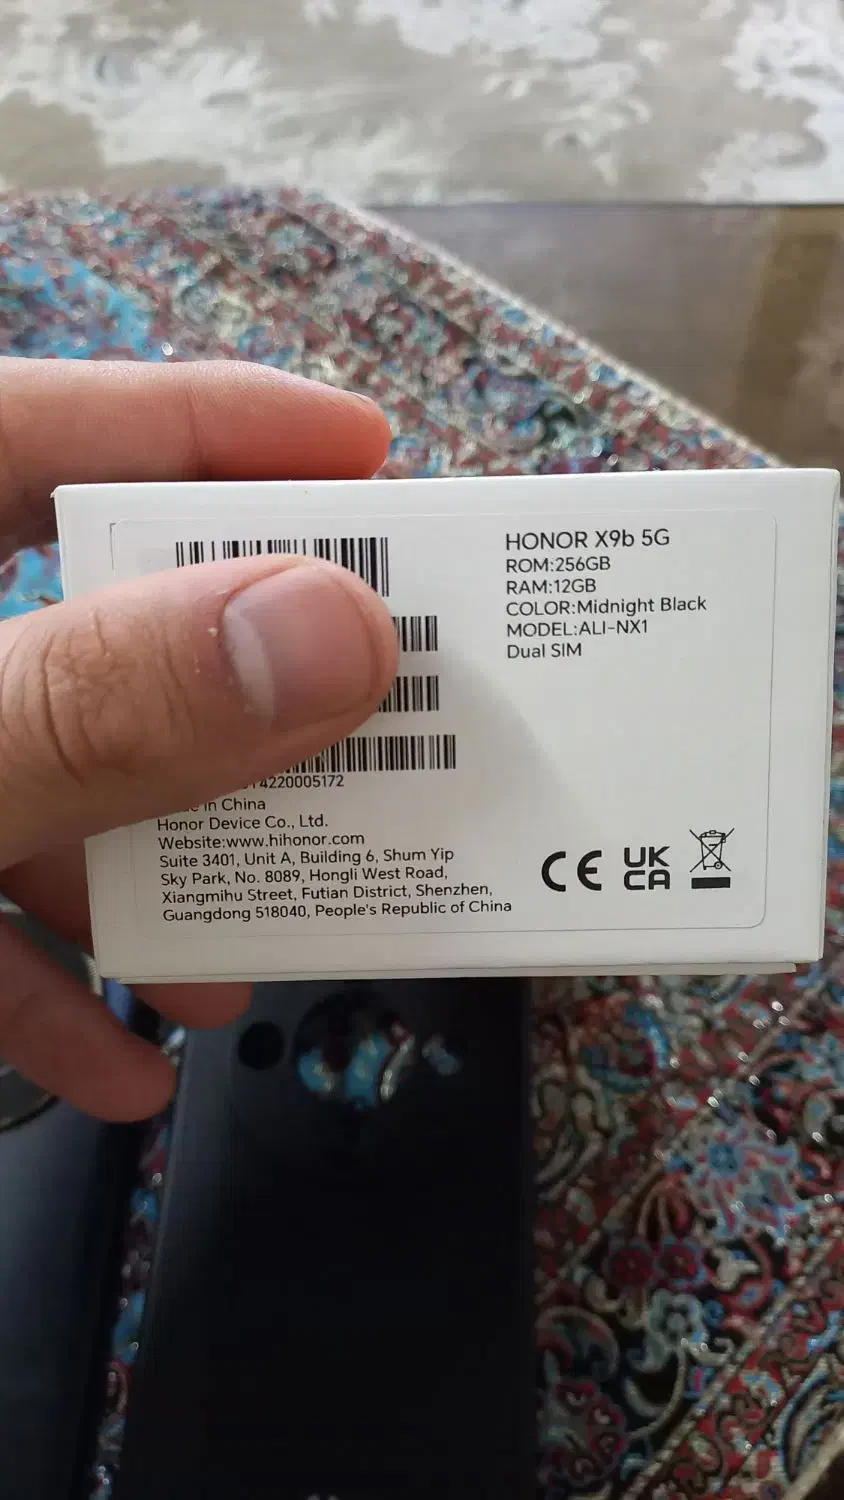 HONOR X9b 5G
ROM:256GB
RAM:12GB
COLOR:Midnight Black
MODEL:ALI-NX1
Dual SIM
4220005172
in China
Honor Device Co., Ltd.
Website:www.hihonor.com
Suite 3401, Unit A, Building 6, Shum Yip
Sky Park, No. 8089, Hongli West Road,
Xiangmihu Street, Futian District, Shenzhen,
Guangdong 518040, People's Republic of China
CE
UK
CA